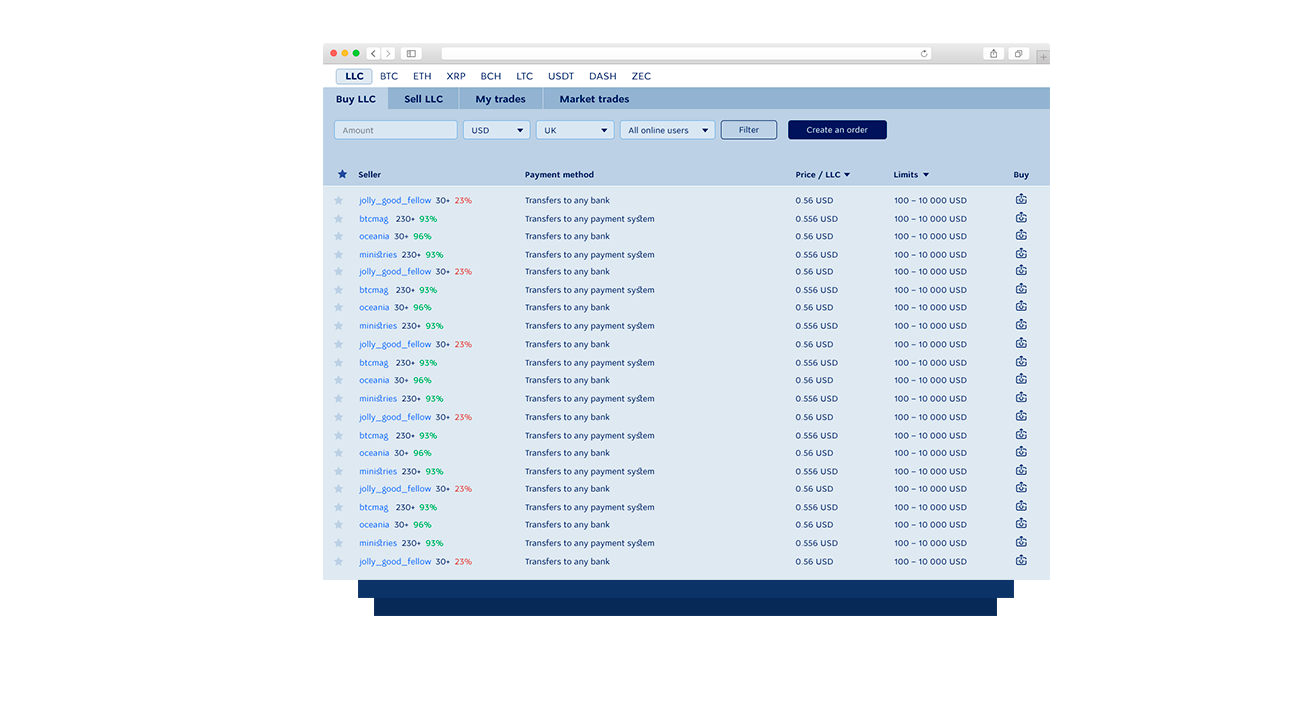 LLC BTC ETH XRP BCH LTC USDT DASH ZEC
Buy LLC Sell LLC My trades Market trades
Amount USD UK All online users Filter Create an order
Seller Payment method Price / LLC Limits Buy
jolly_good_fellow 30+ 23% Transfers to any bank 0.56 USD 100 – 10 000 USD
btcmag 230+ 93% Transfers to any payment system 0.556 USD 100 – 10 000 USD
oceania 30+ 96% Transfers to any bank 0.56 USD 100 – 10 000 USD
ministries 230+ 93% Transfers to any payment system 0.556 USD 100 – 10 000 USD
jolly_good_fellow 30+ 23% Transfers to any bank 0.56 USD 100 – 10 000 USD
btcmag 230+ 93% Transfers to any payment system 0.556 USD 100 – 10 000 USD
oceania 30+ 96% Transfers to any bank 0.56 USD 100 – 10 000 USD
ministries 230+ 93% Transfers to any payment system 0.556 USD 100 – 10 000 USD
jolly_good_fellow 30+ 23% Transfers to any bank 0.56 USD 100 – 10 000 USD
btcmag 230+ 93% Transfers to any payment system 0.556 USD 100 – 10 000 USD
oceania 30+ 96% Transfers to any bank 0.56 USD 100 – 10 000 USD
ministries 230+ 93% Transfers to any payment system 0.556 USD 100 – 10 000 USD
jolly_good_fellow 30+ 23% Transfers to any bank 0.56 USD 100 – 10 000 USD
btcmag 230+ 93% Transfers to any payment system 0.556 USD 100 – 10 000 USD
oceania 30+ 96% Transfers to any bank 0.56 USD 100 – 10 000 USD
ministries 230+ 93% Transfers to any payment system 0.556 USD 100 – 10 000 USD
jolly_good_fellow 30+ 23% Transfers to any bank 0.56 USD 100 – 10 000 USD
btcmag 230+ 93% Transfers to any payment system 0.556 USD 100 – 10 000 USD
oceania 30+ 96% Transfers to any bank 0.56 USD 100 – 10 000 USD
ministries 230+ 93% Transfers to any payment system 0.556 USD 100 – 10 000 USD
jolly_good_fellow 30+ 23% Transfers to any bank 0.56 USD 100 – 10 000 USD